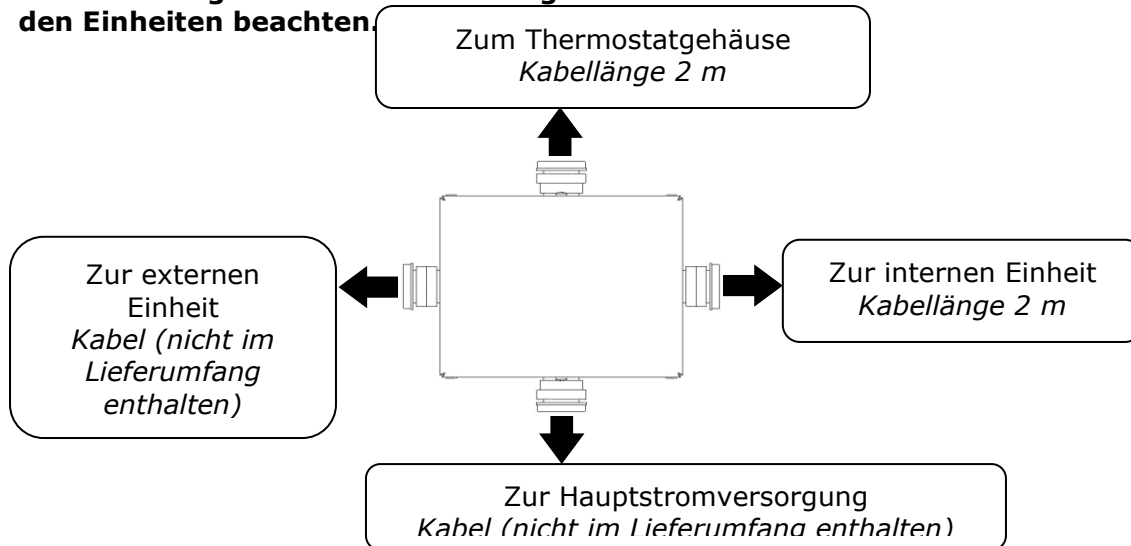 den Einheiten beachten.
Zum Thermostatgehäuse
Kabellänge 2 m
Zur externen
Einheit
Kabel (nicht im
Lieferumfang
enthalten)
Zur internen Einheit
Kabellänge 2 m
Zur Hauptstromversorgung
Kabel (nicht im Lieferumfang enthalten)